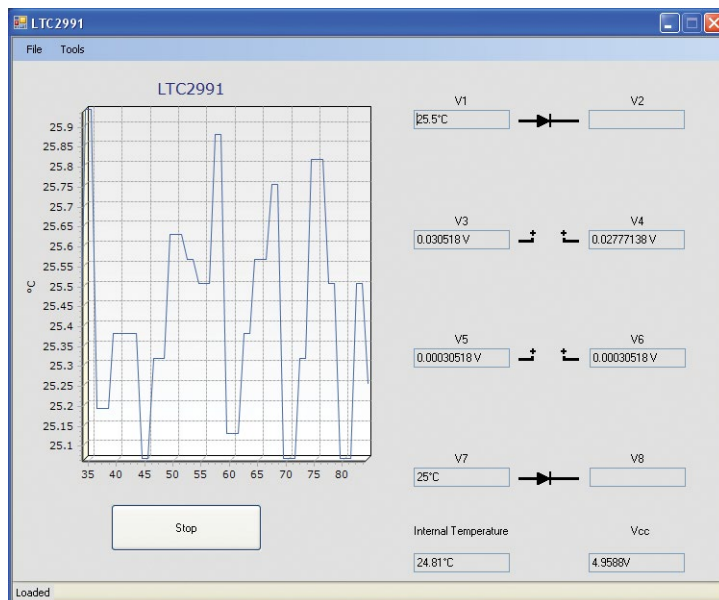 LTC2991
File Tools
LTC2991
°C
25.9
25.85
25.8
25.75
25.7
25.65
25.6
25.55
25.5
25.45
25.4
25.35
25.3
25.25
25.2
25.15
25.1
35 40 45 50 55 60 65 70 75 80
Stop
V1 V2
25.5°C
V3 V4
0.030518 V 0.02777138 V
V5 V6
0.00030518 V 0.00030518 V
V7 V8
25°C
Internal Temperature Vcc
24.81°C 4.9588V
Loaded